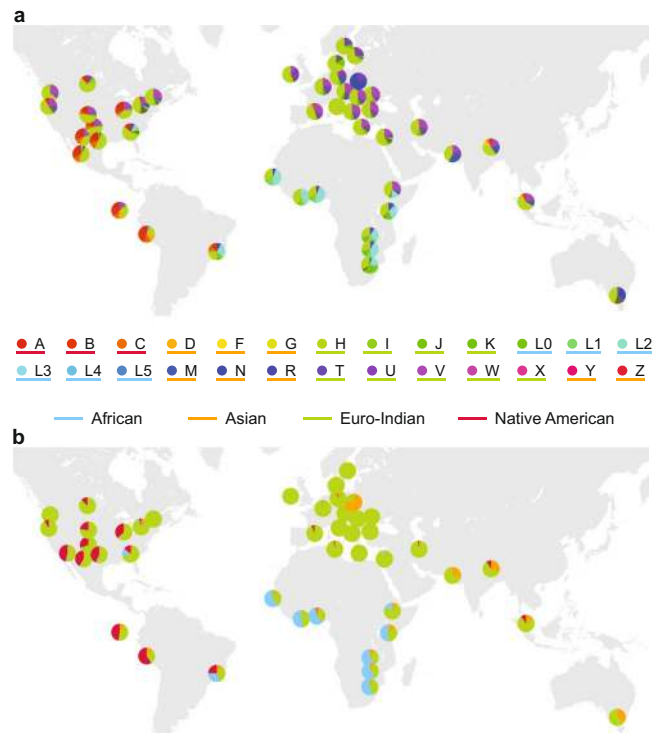 a
A B C D F G H I J K L0 L1 L2
L3 L4 L5 M N R T U V W X Y Z
African Asian Euro-Indian Native American
b